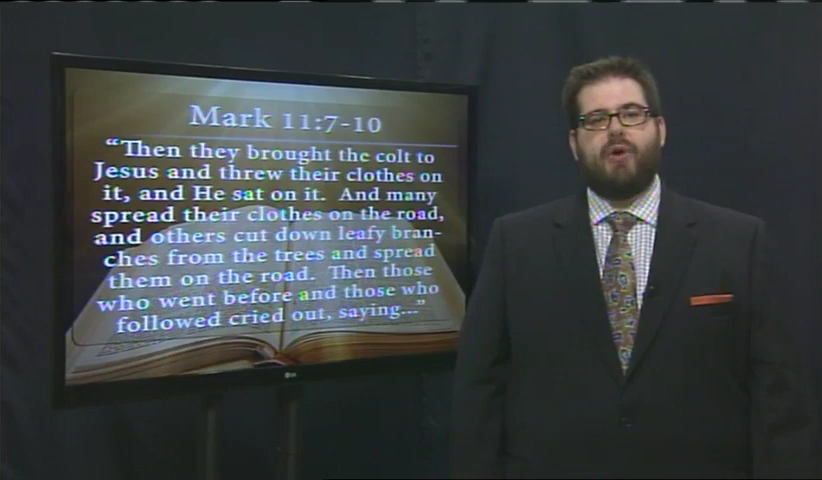 Mark 11:7-10
“Then they brought the colt to
Jesus and threw their clothes on
it, and He sat on it. And many
spread their clothes on the road,
and others cut down leafy bran-
ches from the trees and spread
them on the road. Then those
who went before and those who
followed cried out, saying...”
LG